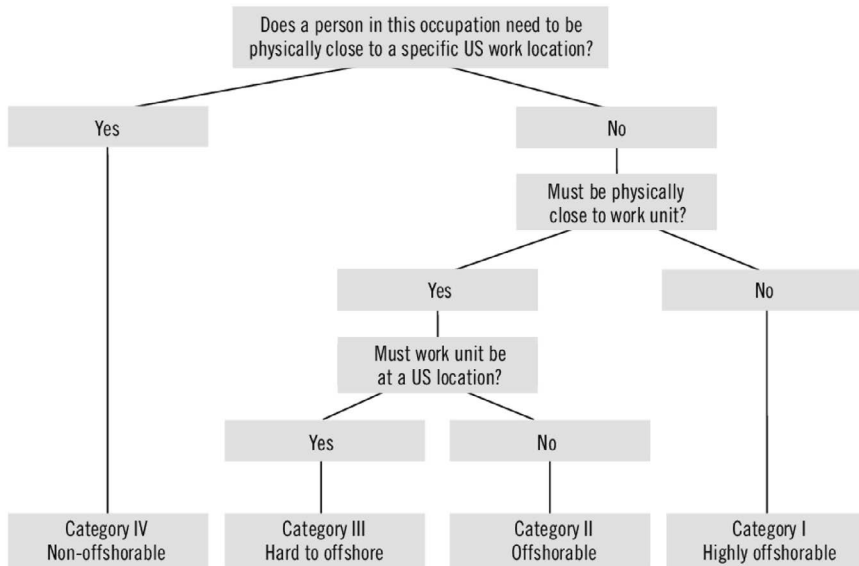 Does a person in this occupation need to be
physically close to a specific US work location?
Yes
No
Must be physically
close to work unit?
Yes
No
Must work unit be
at a US location?
Yes
No
Category IV
Non-offshorable
Category III
Hard to offshore
Category II
Offshorable
Category I
Highly offshorable